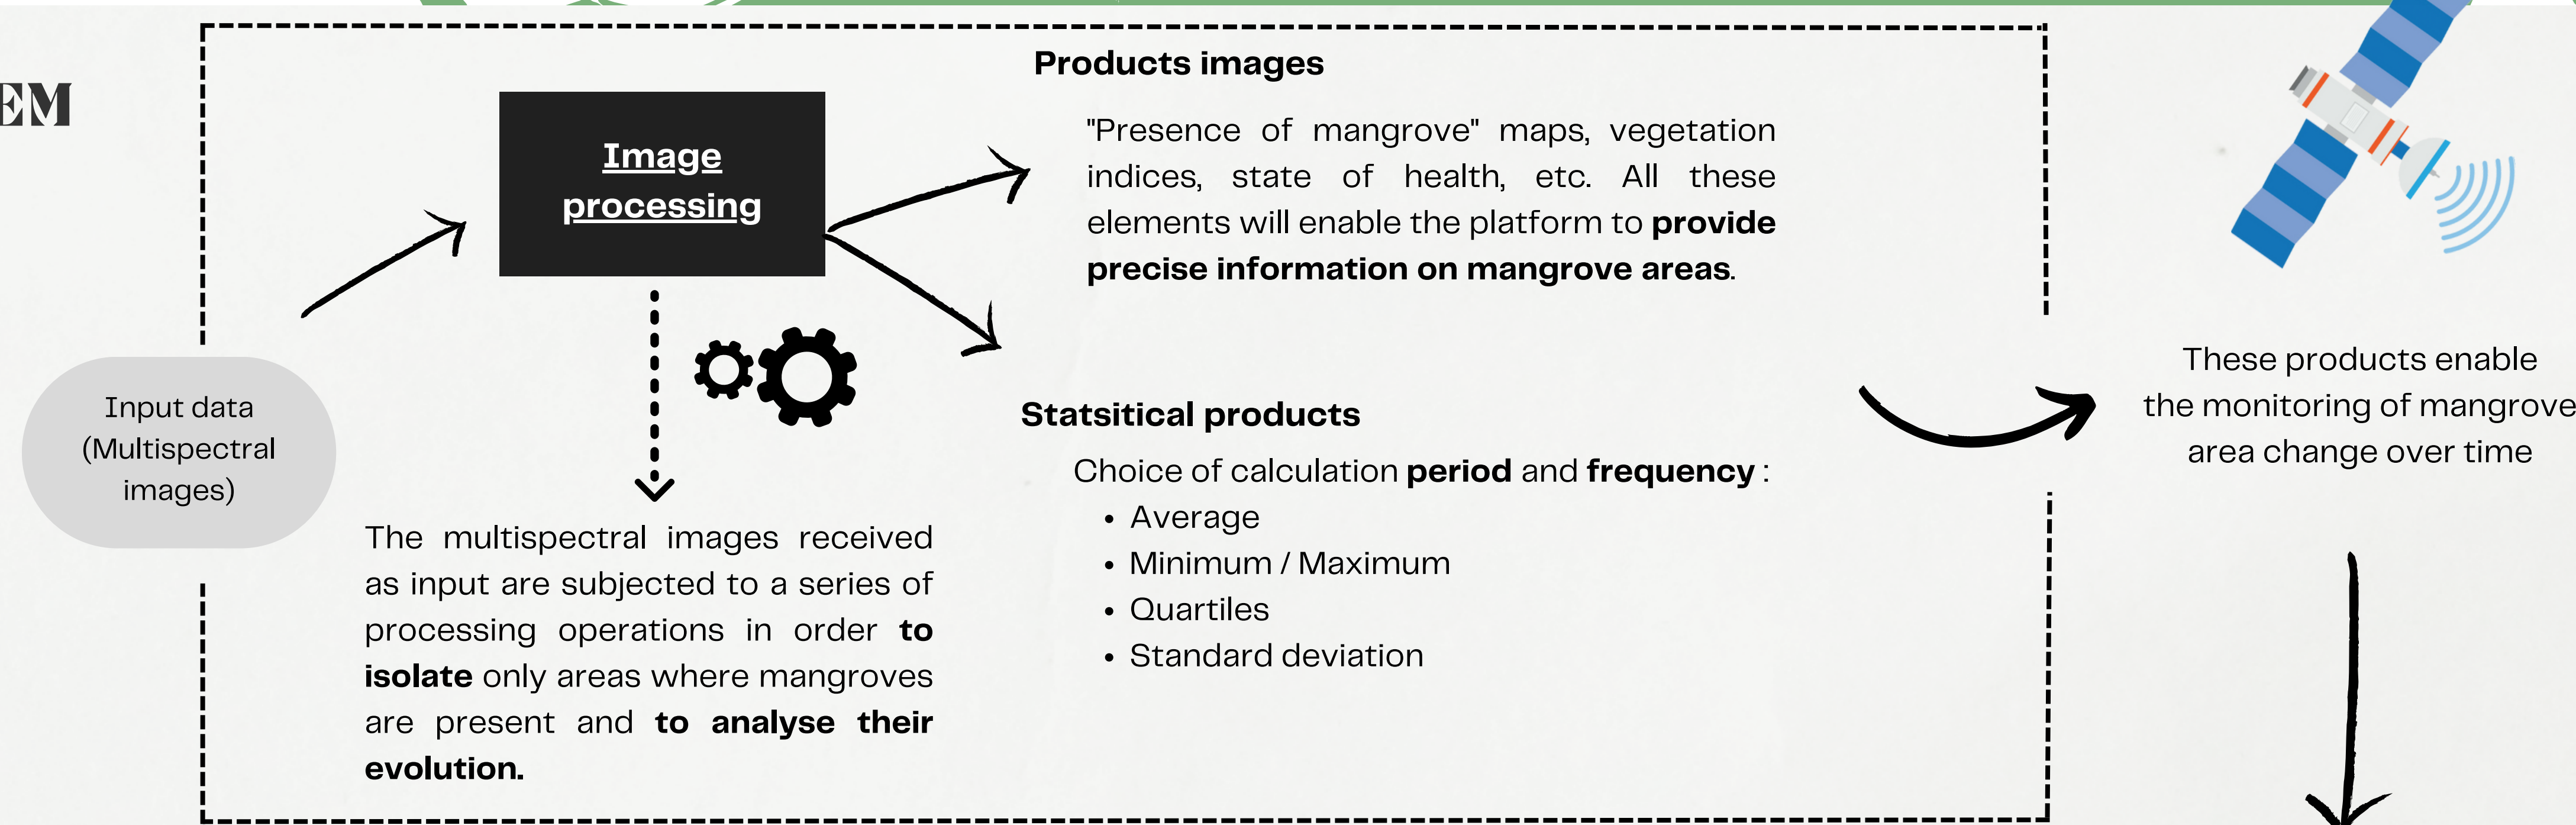 EM
Input data
(Multispectral
images)
Image
processing
The multispectral images received
as input are subjected to a series of
processing operations in order to
isolate only areas where mangroves
are present and to analyse their
evolution.
Products images
"Presence of mangrove" maps, vegetation
indices, state of health, etc. All these
elements will enable the platform to provide
precise information on mangrove areas.
Statsitical products
Choice of calculation period and frequency :
• Average
• Minimum / Maximum
• Quartiles
• Standard deviation
These products enable
the monitoring of mangrove
area change over time